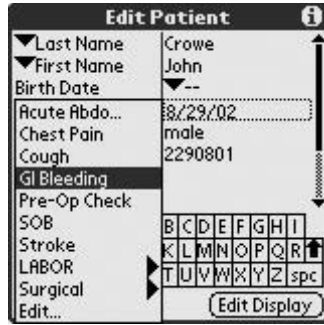 Edit Patient
Last Name Crowe
First Name John
Birth Date --
Acute Abdo... 8/29/02
Chest Pain male
Cough 2290801
GI Bleeding
Pre-Op Check
SOB B C D E F G H I
Stroke K L M N O P Q R
LABOR T U V W X Y Z spc
Surgical
Edit... Edit Display